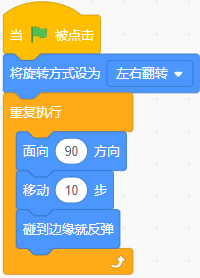 当 被点击
将旋转方式设为 左右翻转
重复执行
面向 90 方向
移动 10 步
碰到边缘就反弹